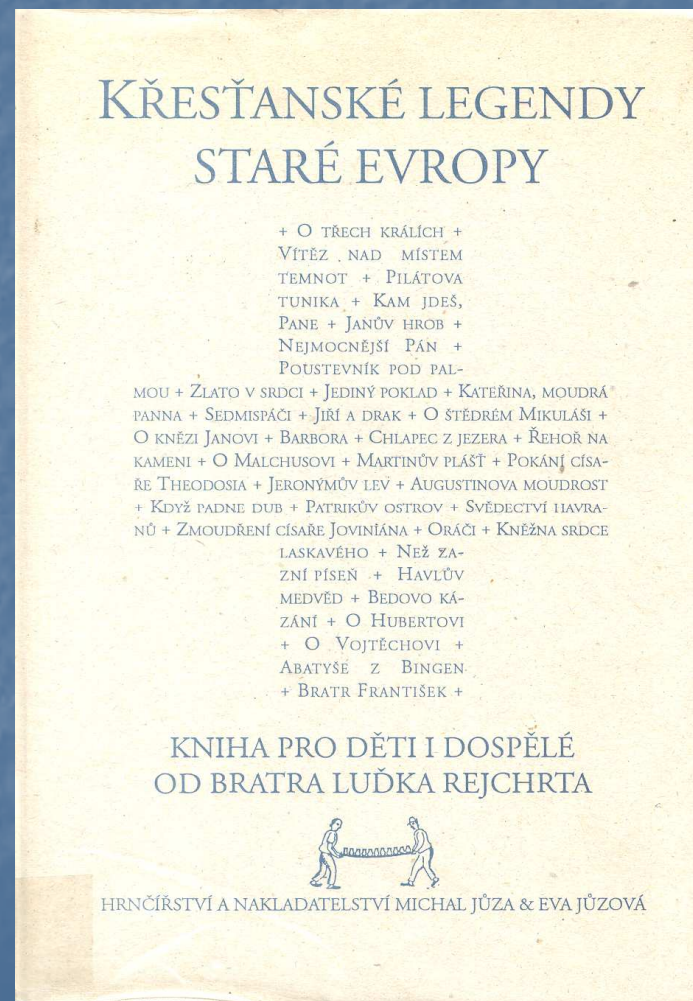 KŘESŤANSKÉ LEGENDY
STARÉ EVROPY
+ O TŘECH KRÁLÍCH +
VÍTĚZ NAD MÍSTEM
TEMNOT + PILÁTOVA
TUNIKA + KAM JDEŠ,
PANE + JANŮV HROB +
NEJMOCNĚJŠÍ PÁN +
POUSTEVNÍK POD PAL-
MOU + ZLATO V SRDCI + JEDINÝ POKLAD + KATEŘINA, MOUDRÁ
PANNA + SEDMISPÁČI + JIŘÍ A DRAK + O ŠTĚDRÉM MIKULÁŠI +
O KNĚZI JANOVI + BARBORA + CHLAPEC Z JEZERA + ŘEHOŘ NA
KAMENI + O MALCHUSOVI + MARTINŮV PLÁŠŤ + POKÁNÍ CÍSA-
ŘE THEODOSIA + JERONÝMŮV LEV + AUGUSTINOVA MOUDROST
+ KDYŽ PADNE DUB + PATRIKŮV OSTROV + SVĚDECTVÍ HAVRA-
NŮ + ZMOUDŘENÍ CÍSAŘE JOVINIÁNA + ORÁČI + KNĚŽNA SRDCE
LASKAVÉHO + NEŽ ZA-
ZNÍ PÍSEŇ + HAVLŮV
MEDVĚD + BEDOVO KÁ-
ZÁNÍ + O HUBERTOVI
+ O VOJTĚCHOVI +
ABATYŠE Z BINGEN
+ BRATR FRANTIŠEK +
KNIHA PRO DĚTI I DOSPĚLÉ
OD BRATRA LUĎKA REJCHRTA
HRNČÍŘSTVÍ A NAKLADATELSTVÍ MICHAL JŮZA & EVA JŮZOVÁ